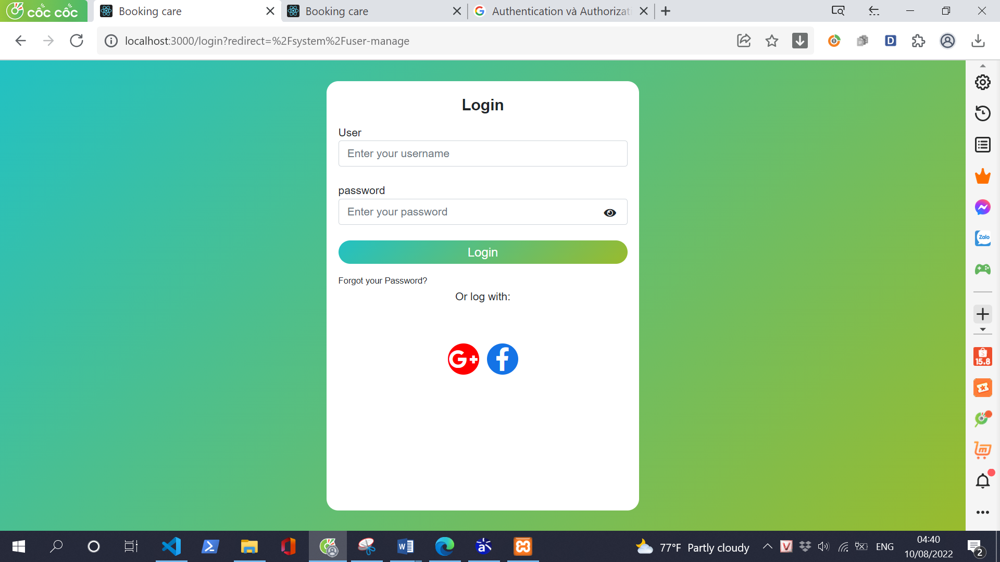 cốc cốc
Booking care
Booking care
Authentication và Authorizati
localhost:3000/login?redirect=%2Fsystem%2Fuser-manage
D
Login
User
Enter your username
password
Enter your password
Login
Forgot your Password?
Or log with:
G+
f
Zalo
15.8
77°F Partly cloudy
V
ENG
04:40
10/08/2022
2